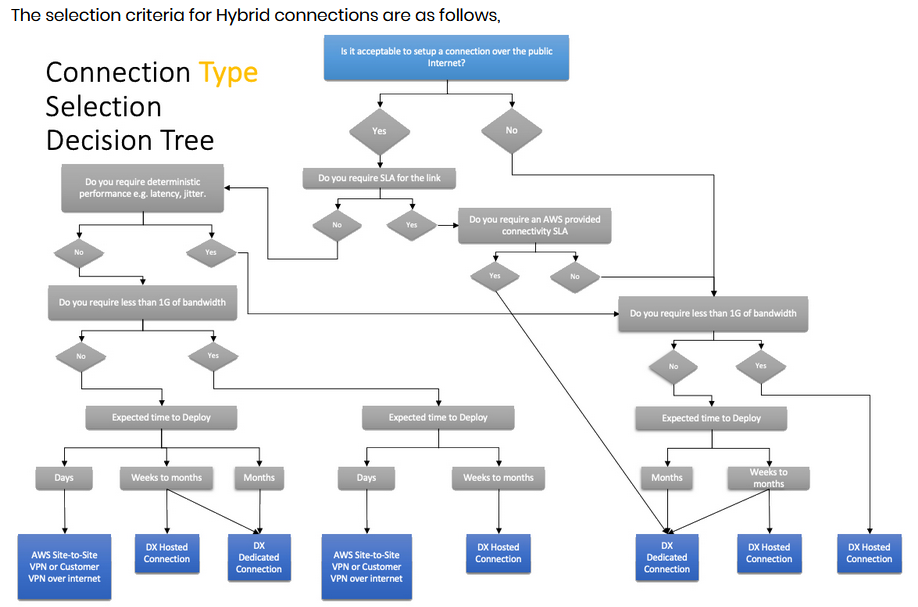 The selection criteria for Hybrid connections are as follows,
Is it acceptable to setup a connection over the public
Internet?
Connection Type
Selection
Decision Tree
Yes
No
Do you require SLA for the link
Do you require deterministic
performance e.g. latency, jitter.
No
Yes
Do you require an AWS provided
connectivity SLA
No
Yes
Yes
No
Do you require less than 1G of bandwidth
Do you require less than 1G of bandwidth
No
Yes
No
Yes
Expected time to Deploy
Expected time to Deploy
Expected time to Deploy
Days
Weeks to months
Months
Days
Weeks to months
Months
Weeks to
months
AWS Site-to-Site
VPN or Customer
VPN over internet
DX Hosted
Connection
DX
Dedicated
Connection
AWS Site-to-Site
VPN or Customer
VPN over internet
DX Hosted
Connection
DX
Dedicated
Connection
DX Hosted
Connection
DX Hosted
Connection